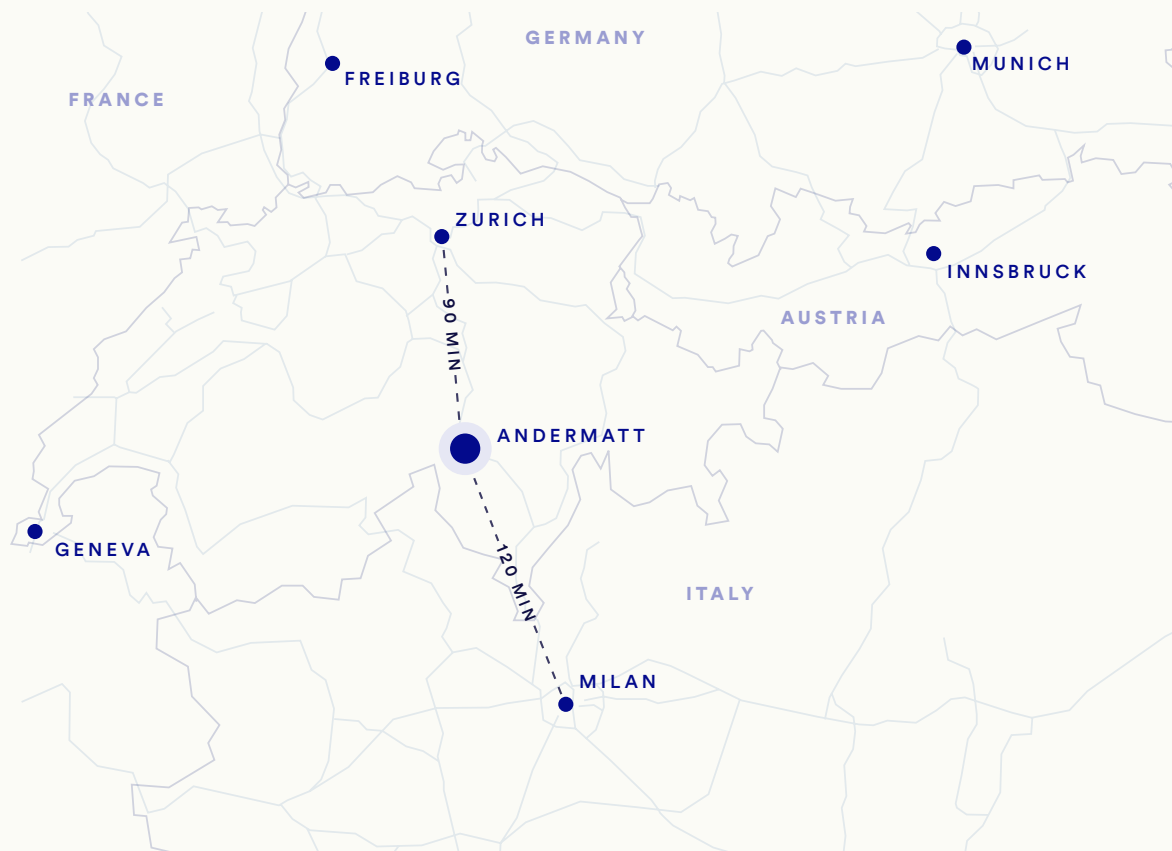 GERMANY
MUNICH
FREIBURG
FRANCE
ZURICH
INNSBRUCK
90 MIN
AUSTRIA
ANDERMATT
GENEVA
120 MIN
ITALY
MILAN